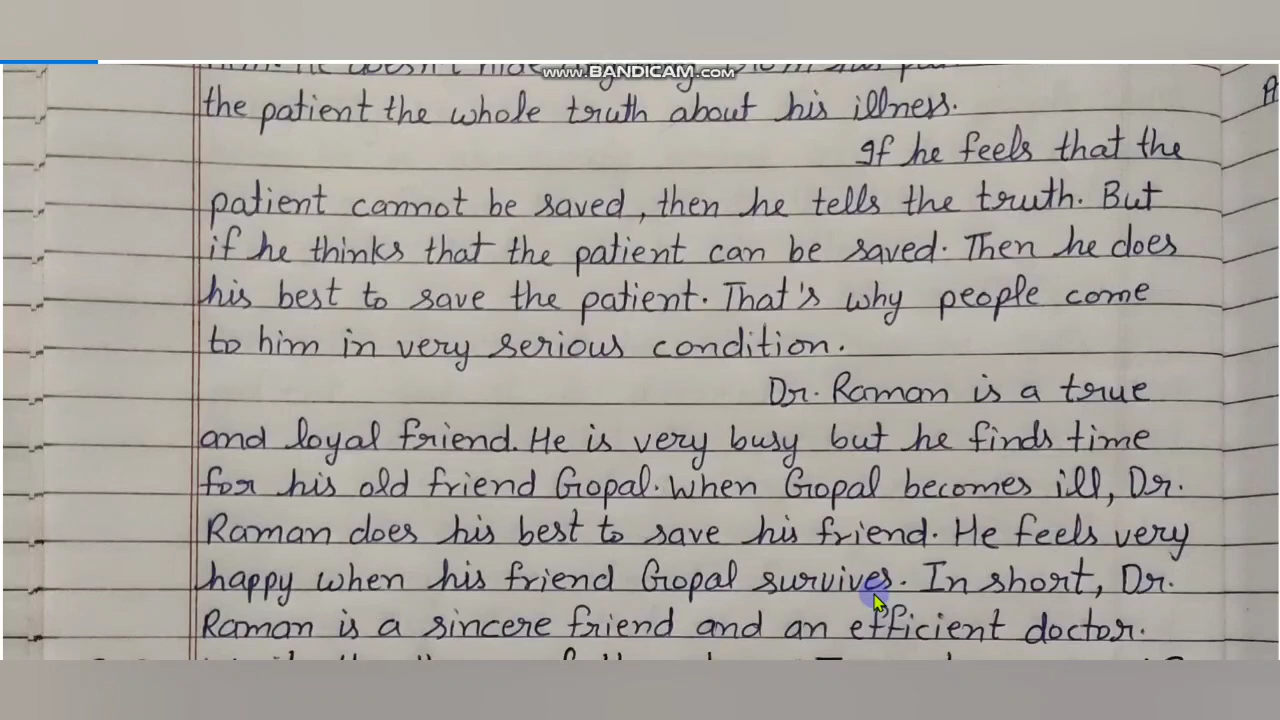 www.BANDICAM.com
the patient the whole truth about his illness.
If he feels that the
patient cannot be saved, then he tells the truth. But
if he thinks that the patient can be saved. Then he does
his best to save the patient. That's why people come
to him in very serious condition.
Dr. Raman is a true
and loyal friend. He is very busy but he finds time
for his old friend Gopal. When Gopal becomes ill, Dr.
Raman does his best to save his friend. He feels very
happy when his friend Gopal survives. In short, Dr.
Raman is a sincere friend and an efficient doctor.